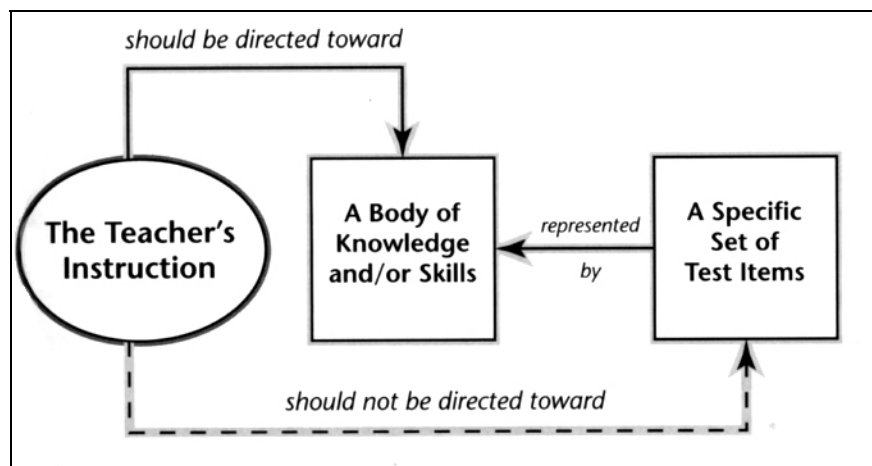 should be directed toward
The Teacher's
Instruction
A Body of
Knowledge
and/or Skills
represented
by
A Specific
Set of
Test Items
should not be directed toward